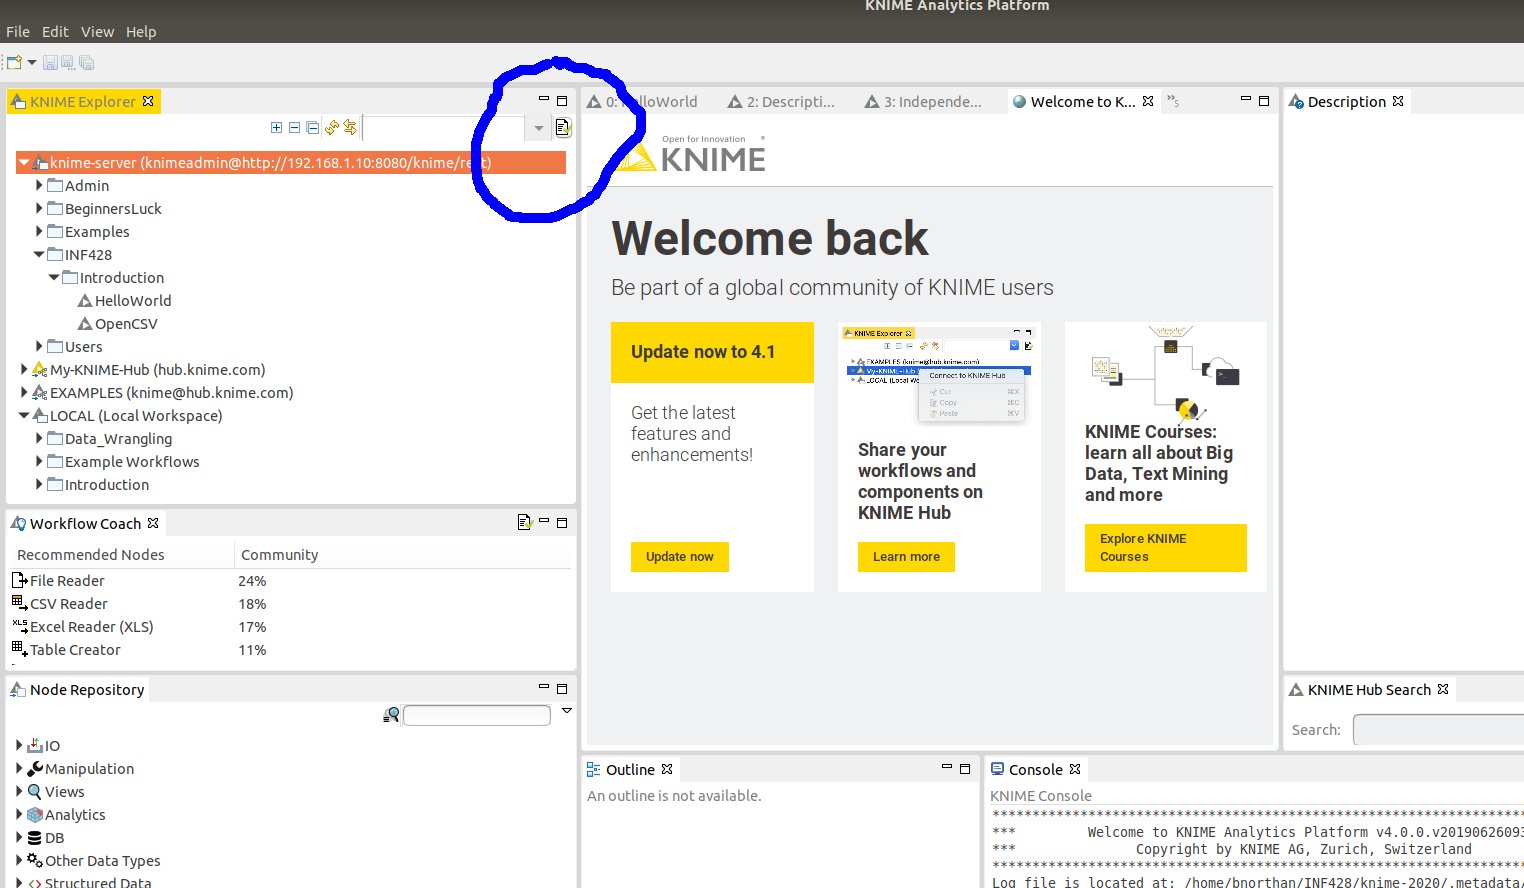 KNIME Analytics Platform
File Edit View Help
KNIME Explorer
0: HelloWorld
2: Descripti...
3: Independe...
Welcome to K...
5
Description
knime-server (knimeadmin@http://192.168.1.10:8080/knime/rest)
Admin
BeginnersLuck
Examples
INF428
Introduction
HelloWorld
OpenCSV
Users
My-KNIME-Hub (hub.knime.com)
EXAMPLES (knime@hub.knime.com)
LOCAL (Local Workspace)
Data_Wrangling
Example Workflows
Introduction
Open for Innovation
KNIME
Welcome back
Be part of a global community of KNIME users
Update now to 4.1
Get the latest
features and
enhancements!
Update now
KNIME Explorer
EXAMPLES (knime@hub.knime.com)
My-KNIME-Hub
LOCAL (Local Wo
Connect to KNIME Hub
Cut ⌘X
Copy ⌘C
Paste ⌘V
Share your
workflows and
components on
KNIME Hub
Learn more
KNIME Courses:
learn all about Big
Data, Text Mining
and more
Explore KNIME
Courses
Workflow Coach
Recommended Nodes Community
File Reader 24%
CSV Reader 18%
Excel Reader (XLS) 17%
Table Creator 11%
Node Repository
IO
Manipulation
Views
Analytics
DB
Other Data Types
Structured Data
Outline
An outline is not available.
KNIME Hub Search
Search:
Console
KNIME Console
*** Welcome to KNIME Analytics Platform v4.0.0.v20190626093
*** Copyright by KNIME AG, Zurich, Switzerland
Log file is located at: /home/bnorthan/INF428/knime-2020/.metadata/